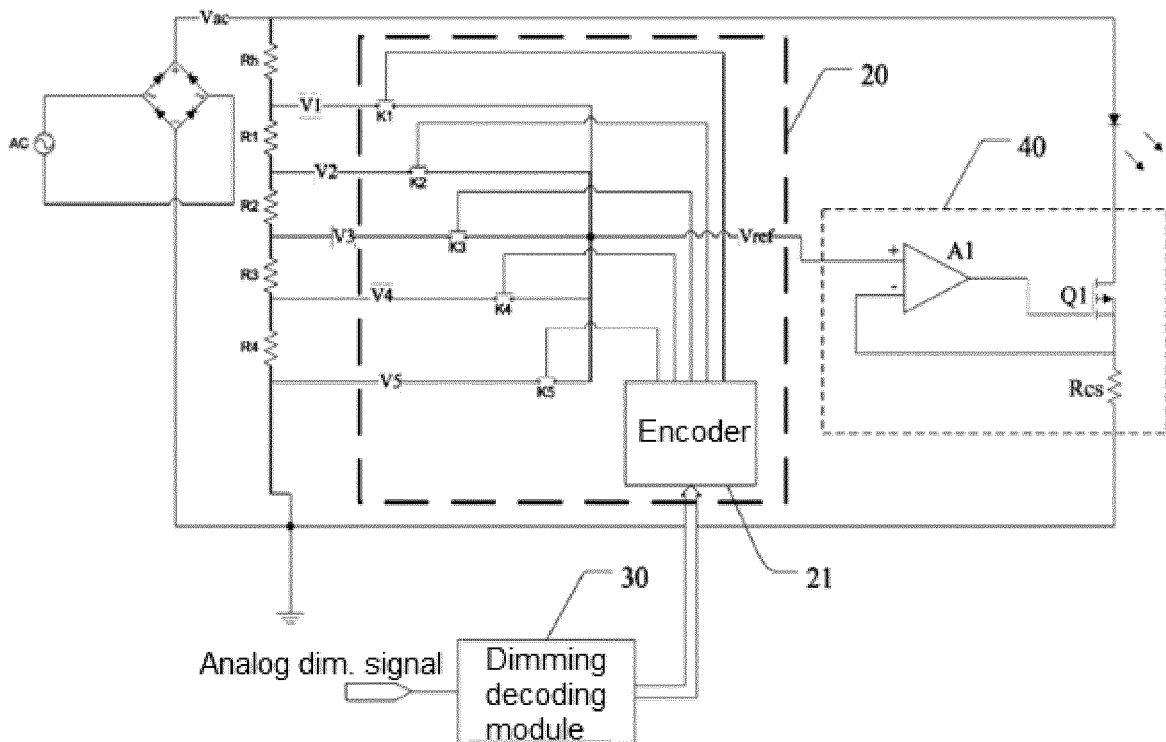 Vac
Rh
20
V1
K1
AC
R1
40
V2
K2
R2
V3
K3
Vref
+
A1
R3
-
V4
K4
Q1
R4
V5
K5
Rcs
Encoder
30
21
Analog dim. signal
Dimming
decoding
module